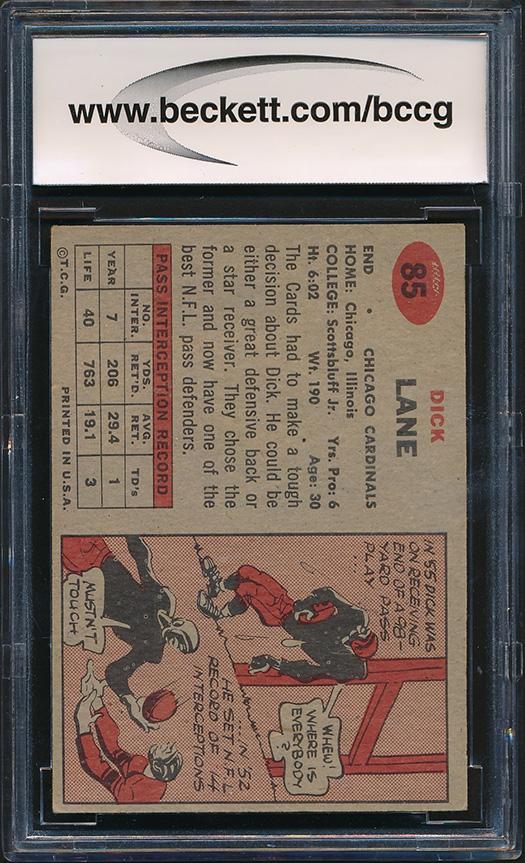 www.beckett.com/bccg
85
DICK
LANE
END • CHICAGO CARDINALS
HOME: Chicago, Illinois
COLLEGE: Scottsbluff Jr. Yrs. Pro: 6
Ht. 6:02 Wt. 190 Age: 30
The Cards had to make a tough
decision about Dick. He could be
either a great defensive back or
a star receiver. They chose the
former and now have one of the
best N.F.L. pass defenders.
PASS INTERCEPTION RECORD
NO. INTER. YDS. RET'D. AVG. RET. TD's
YEAR 7 206 29.4 1
LIFE 40 763 19.1 3
©T.C.G. PRINTED IN U.S.A.
IN '55 DICK WAS
ON RECEIVING
END OF A 98-
YARD PASS
PLAY
...
WHEW!
WHERE IS
EVERYBODY
?
...IN '52
HE SET N.F.L
RECORD OF 14
INTERCEPTIONS
MUSTN'T
TOUCH